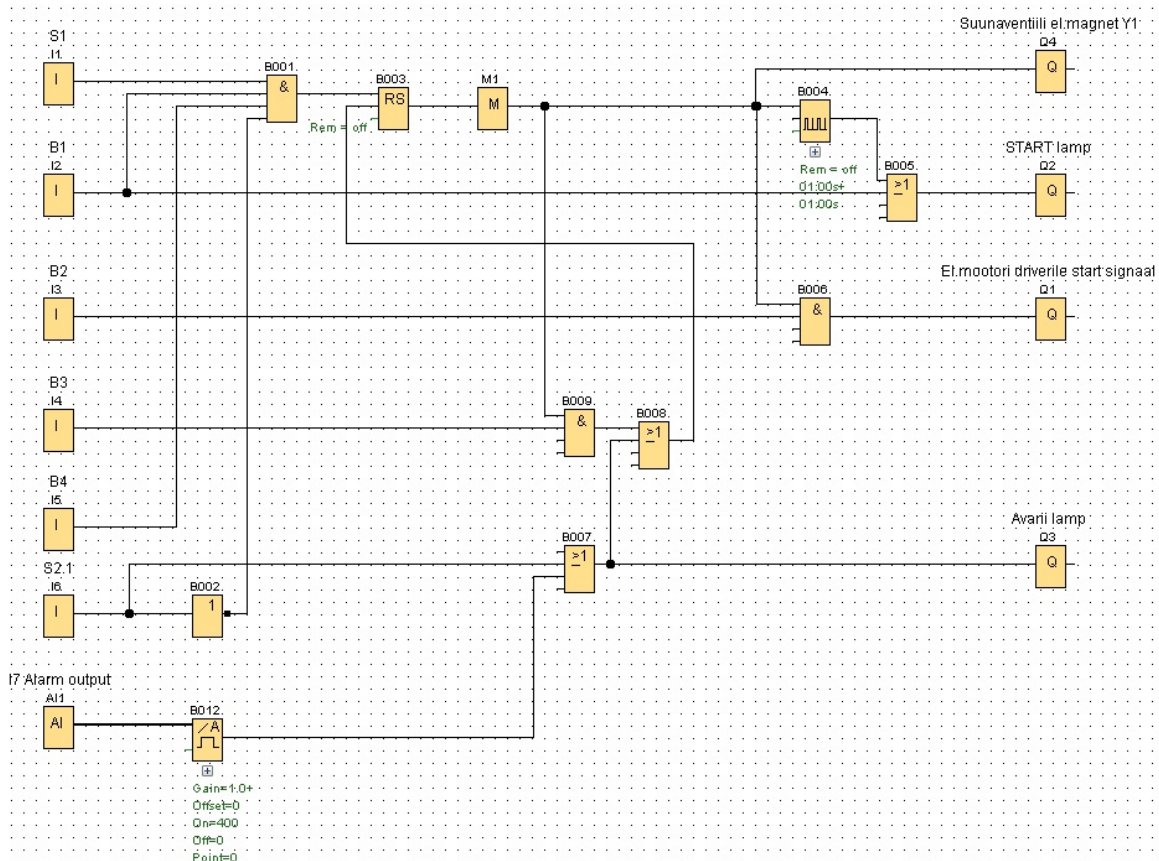 Suunaventiili el.magnet Y1
Q4
Q
S1
I1
I
B001
&
B003
RS
Rem = off
M1
M
B004
Rem = off
01:00s+
01:00s
B1
I2
I
B005
>1
START lamp
Q2
Q
B2
I3
I
B006
&
El.mootori driverile start signaal
Q1
Q
B3
I4
I
B009
&
B008
>1
B4
I5
I
B007
>1
Avarii lamp
Q3
Q
S2.1
I6
I
B002
1
I7 Alarm output
AI1
AI
B012
/A
Gain=1.0+
Offset=0
On=400
Off=0
Point=0